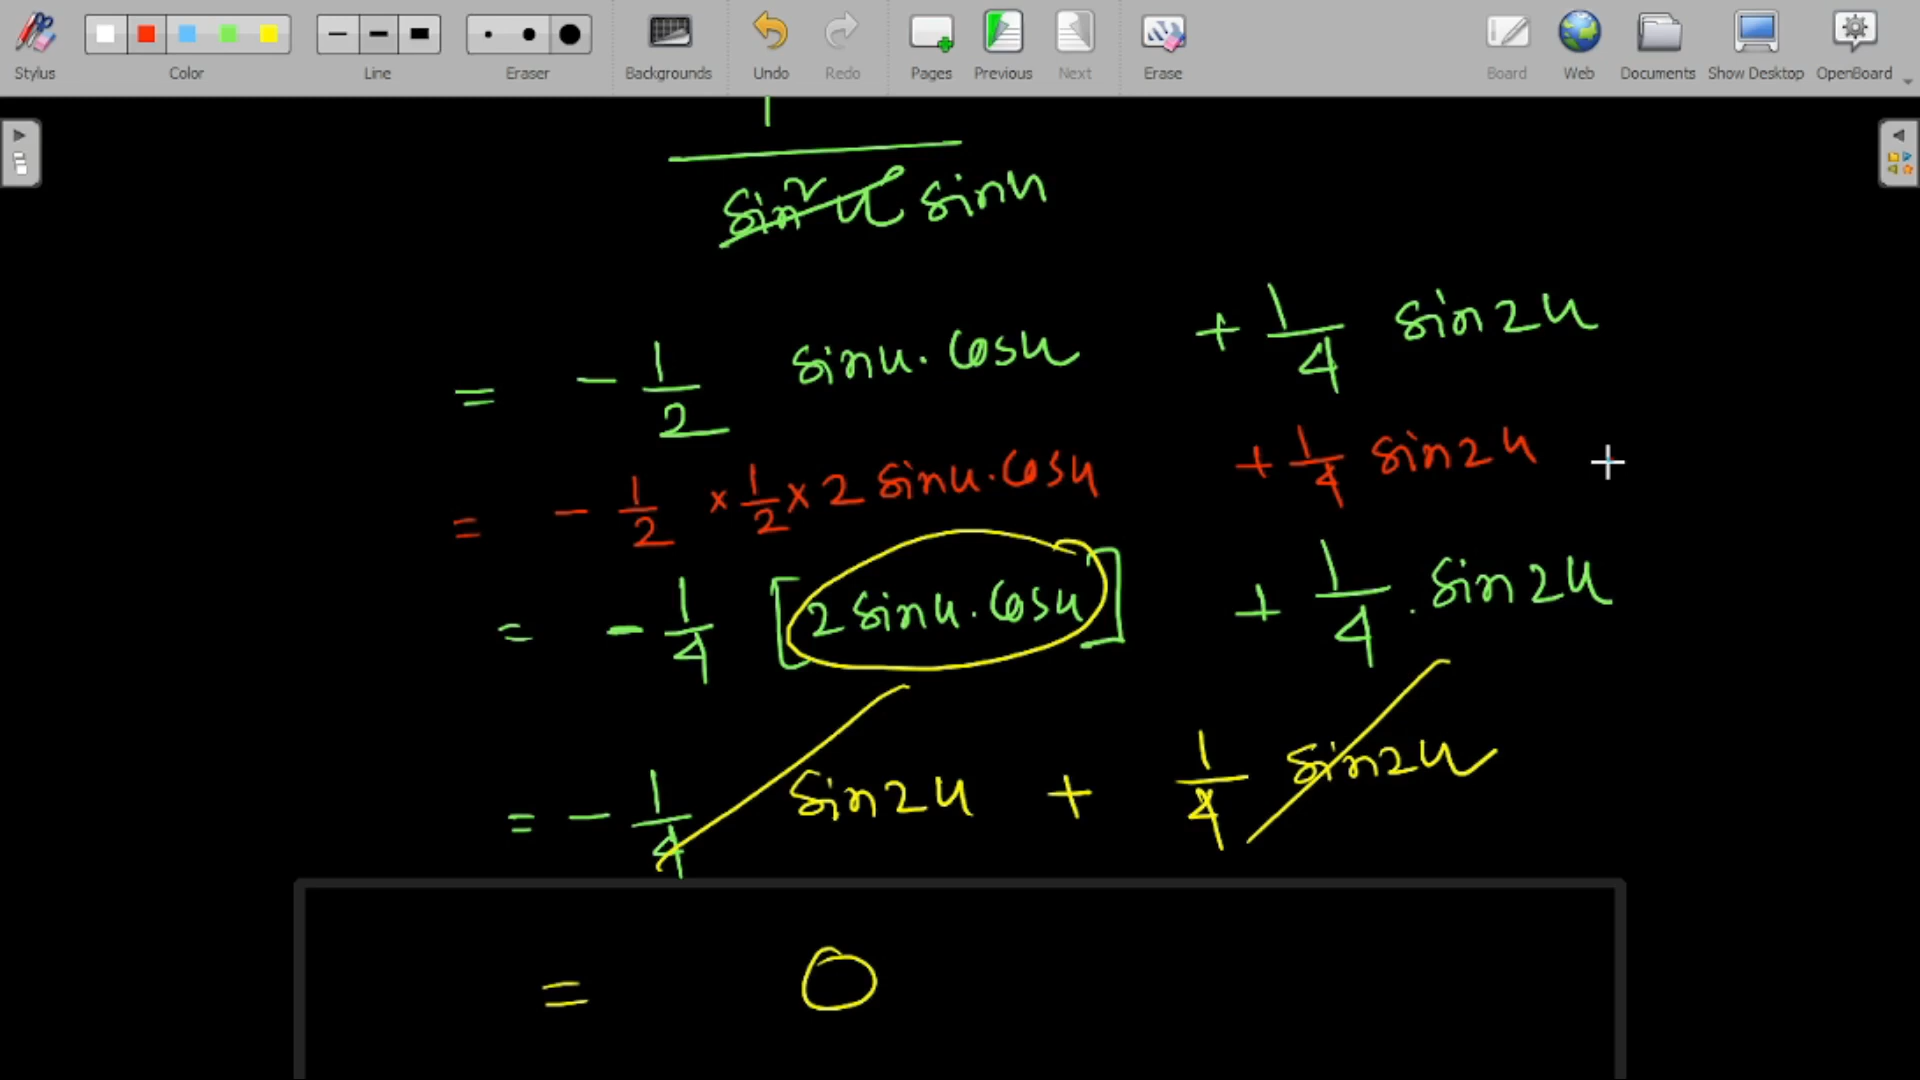 Stylus Color Line Eraser Backgrounds Undo Redo Pages Previous Next Erase Board Web Documents Show Desktop OpenBoard
1
sin²u sinu
= - 1/2 sinu. cosu + 1/4 sin2u
= - 1/2 × 1/2 × 2 sinu. cosu + 1/4 sin2u
= - 1/4 [2 sinu. cosu] + 1/4 . sin2u
= - 1/4 sin2u + 1/4 sin2u
= 0